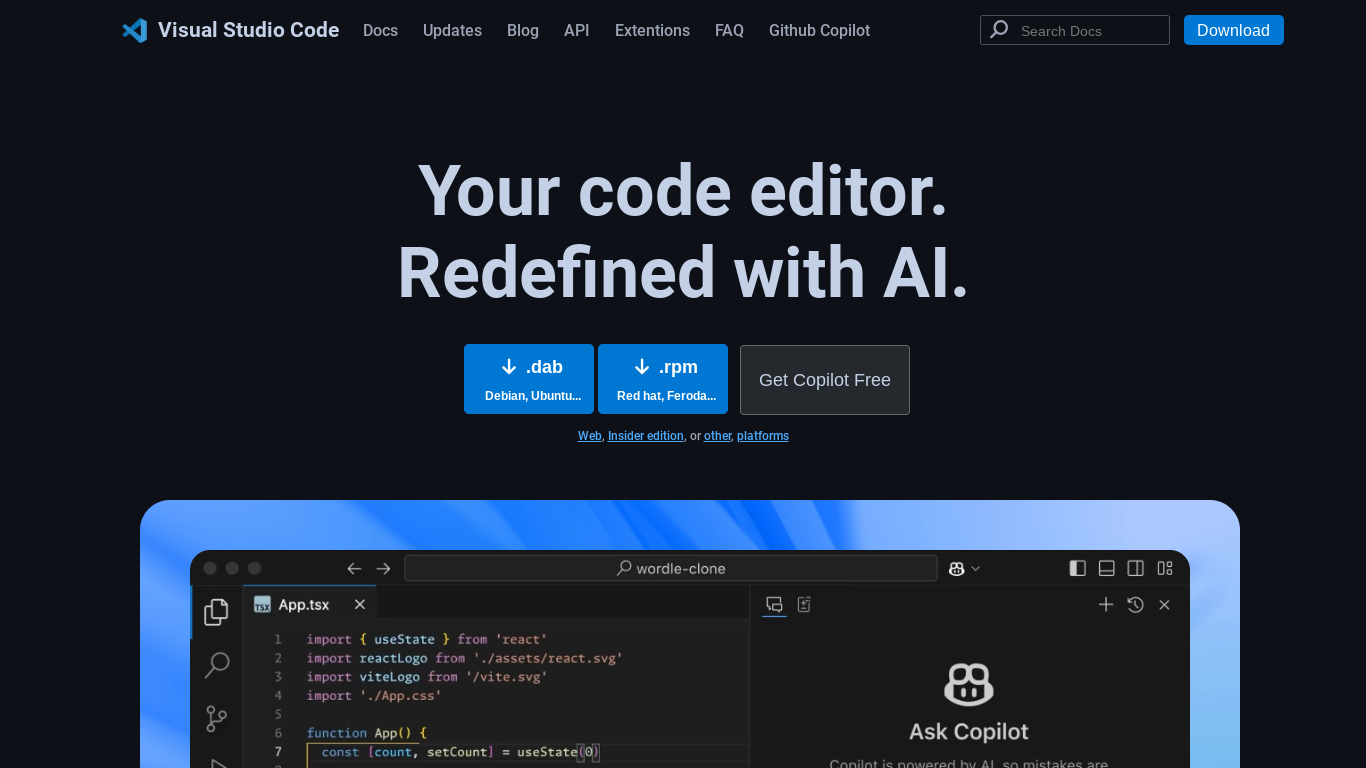 Visual Studio Code Docs Updates Blog API Extentions FAQ Github Copilot Search Docs Download
Your code editor.
Redefined with AI.
.dab .rpm Get Copilot Free
Debian, Ubuntu... Red hat, Feroda...
Web, Insider edition, or other, platforms
wordle-clone
TSX App.tsx
1 import { useState } from 'react'
2 import reactLogo from './assets/react.svg'
3 import viteLogo from '/vite.svg'
4 import './App.css'
5
6 function App() {
7 const [count, setCount] = useState(0)
Ask Copilot
Copilot is powered by AI, so mistakes are